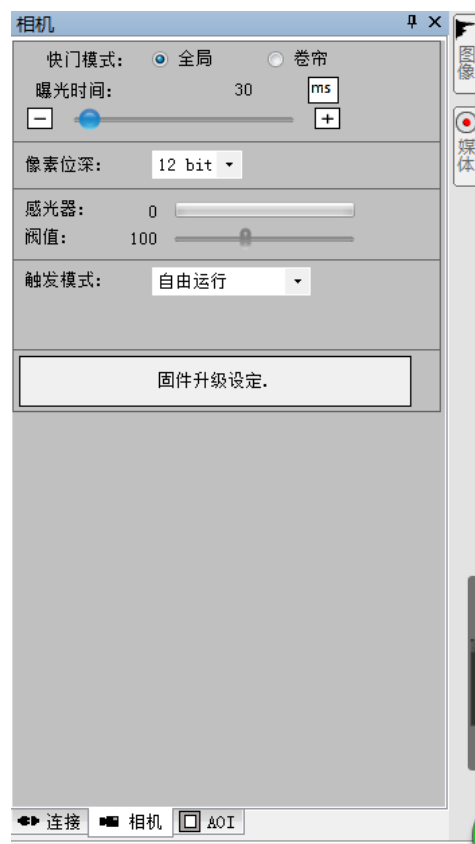 相机
快门模式: 全局 卷帘
曝光时间: 30 ms
像素位深: 12 bit
感光器: 0
阀值: 100
触发模式: 自由运行
固件升级设定.
连接 相机 AOI
图像
媒体